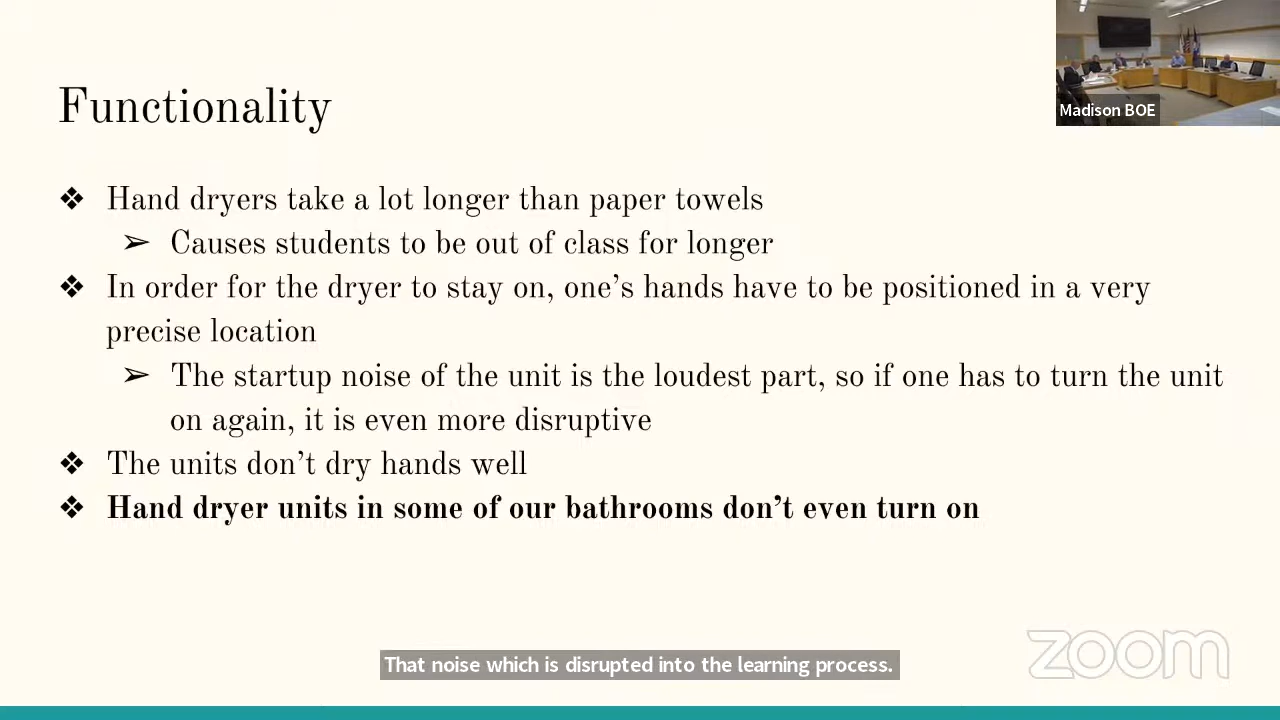 Madison BOE
Functionality
❖ Hand dryers take a lot longer than paper towels
➢ Causes students to be out of class for longer
❖ In order for the dryer to stay on, one’s hands have to be positioned in a very
precise location
➢ The startup noise of the unit is the loudest part, so if one has to turn the unit
on again, it is even more disruptive
❖ The units don’t dry hands well
❖ Hand dryer units in some of our bathrooms don’t even turn on
That noise which is disrupted into the learning process.
zoom